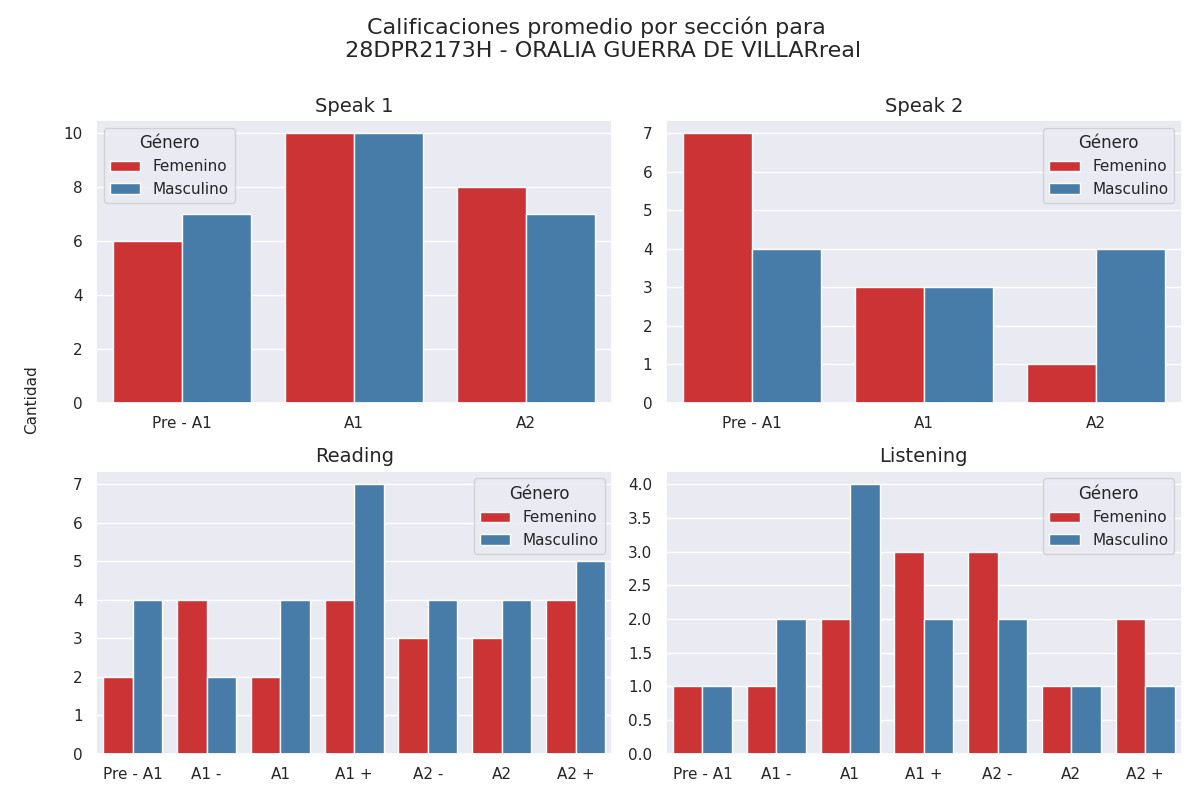 Calificaciones promedio por sección para
28DPR2173H - ORALIA GUERRA DE VILLARreal
Cantidad
Speak 1
10
8
6
4
2
0
Género
Femenino
Masculino
Pre - A1 A1 A2
Speak 2
7
6
5
4
3
2
1
0
Género
Femenino
Masculino
Pre - A1 A1 A2
Reading
7
6
5
4
3
2
1
0
Género
Femenino
Masculino
Pre - A1 A1 - A1 A1 + A2 - A2 A2 +
Listening
4.0
3.5
3.0
2.5
2.0
1.5
1.0
0.5
0.0
Género
Femenino
Masculino
Pre - A1 A1 - A1 A1 + A2 - A2 A2 +